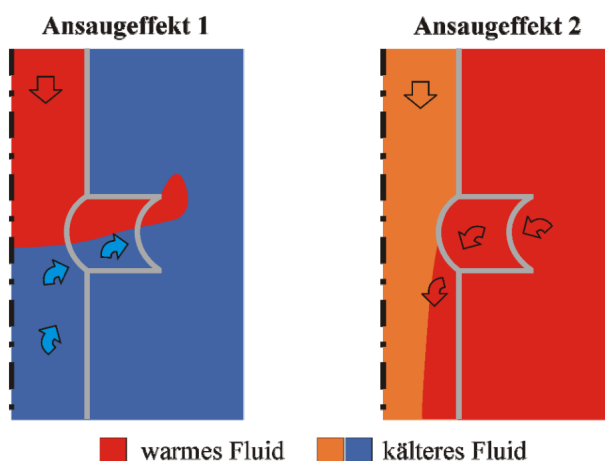 Ansaugeffekt 1
Ansaugeffekt 2
warmes Fluid
kälteres Fluid